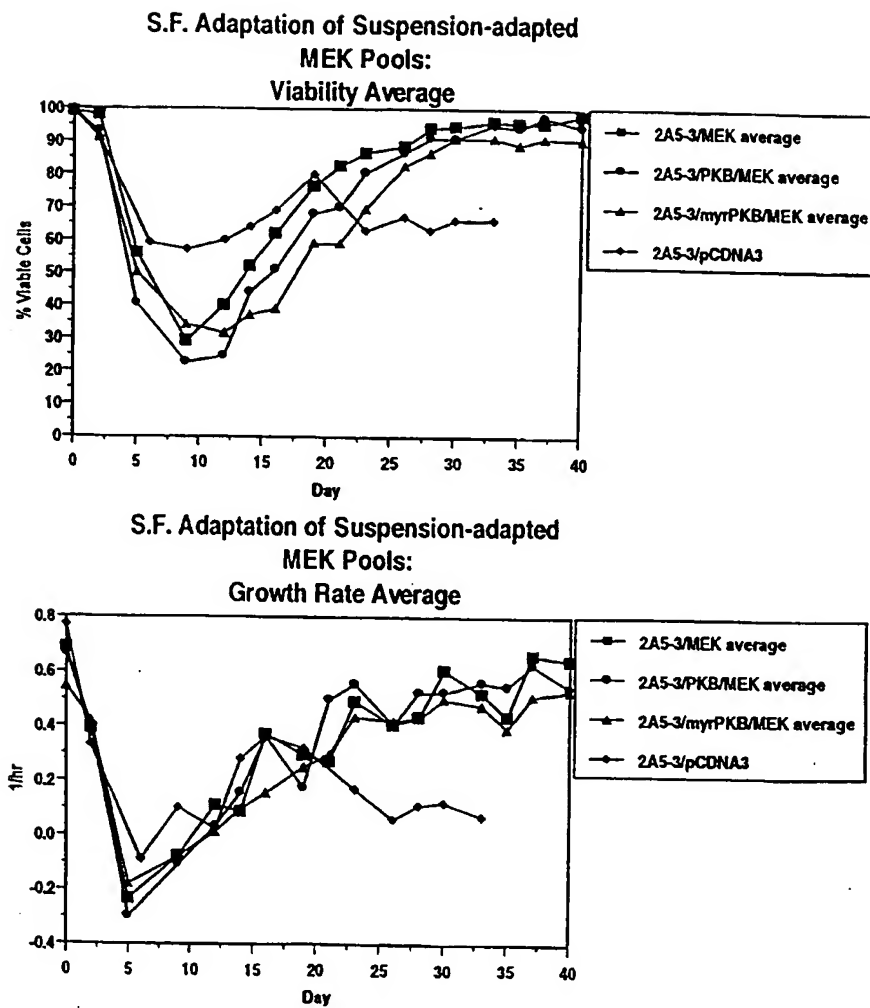 S.F. Adaptation of Suspension-adapted
MEK Pools:
Viability Average
% Viable Cells
100
90
80
70
60
50
40
30
20
10
0
0 5 10 15 20 25 30 35 40
Day
2A5-3/MEK average
2A5-3/PKB/MEK average
2A5-3/myrPKB/MEK average
2A5-3/pCDNA3
S.F. Adaptation of Suspension-adapted
MEK Pools:
Growth Rate Average
1/hr
0.8
0.6
0.4
0.2
0.0
-0.2
-0.4
0 5 10 15 20 25 30 35 40
Day
2A5-3/MEK average
2A5-3/PKB/MEK average
2A5-3/myrPKB/MEK average
2A5-3/pCDNA3